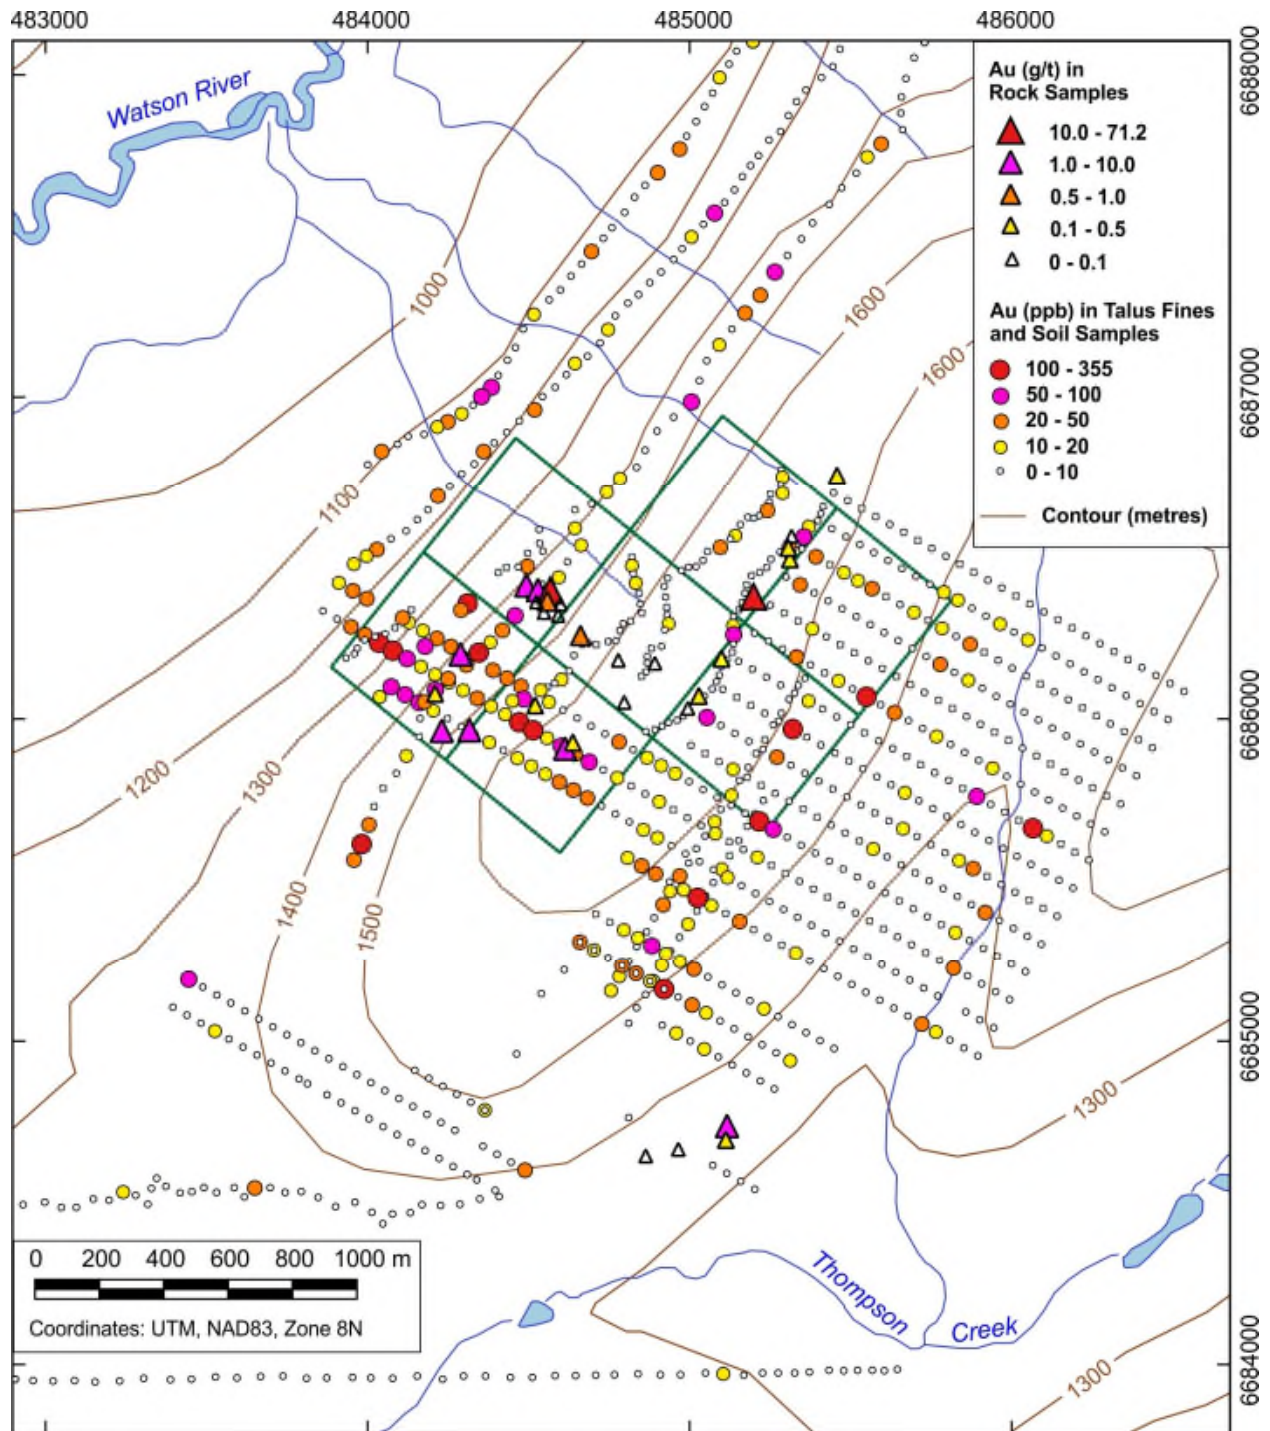 483000 484000 485000 486000
6688000
6687000
6686000
6685000
6684000
Watson River
1000
1100
1200
1300
1400
1500
1600
1600
1300
1300
Thompson
Creek
Au (g/t) in
Rock Samples
10.0 - 71.2
1.0 - 10.0
0.5 - 1.0
0.1 - 0.5
0 - 0.1
Au (ppb) in Talus Fines
and Soil Samples
100 - 355
50 - 100
20 - 50
10 - 20
0 - 10
Contour (metres)
0 200 400 600 800 1000 m
Coordinates: UTM, NAD83, Zone 8N